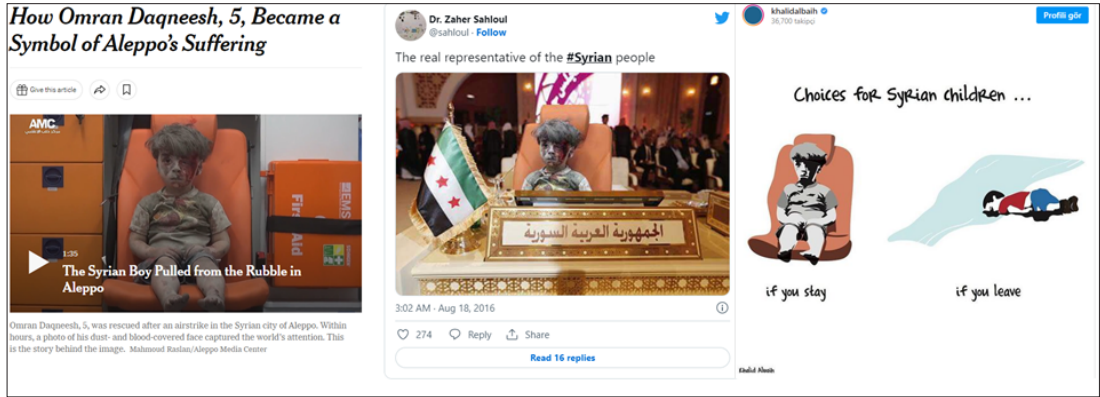 How Omran Daqneesh, 5, Became a
Symbol of Aleppo's Suffering
Give this article
AMC
First Aid
EMS
1:35
The Syrian Boy Pulled from the Rubble in
Aleppo
Omran Daqneesh, 5, was rescued after an airstrike in the Syrian city of Aleppo. Within
hours, a photo of his dust- and blood-covered face captured the world's attention. This
is the story behind the image. Mahmoud Raslan/Aleppo Media Center
Dr. Zaher Sahloul
@sahloul · Follow
The real representative of the #Syrian people
الجمهورية العربية السورية
3:02 AM · Aug 18, 2016
274 Reply Share
Read 16 replies
khalidalbaih
36,700 takipçi
Profili gör
Choices for Syrian children ...
if you stay
if you leave
Khalid Albaih